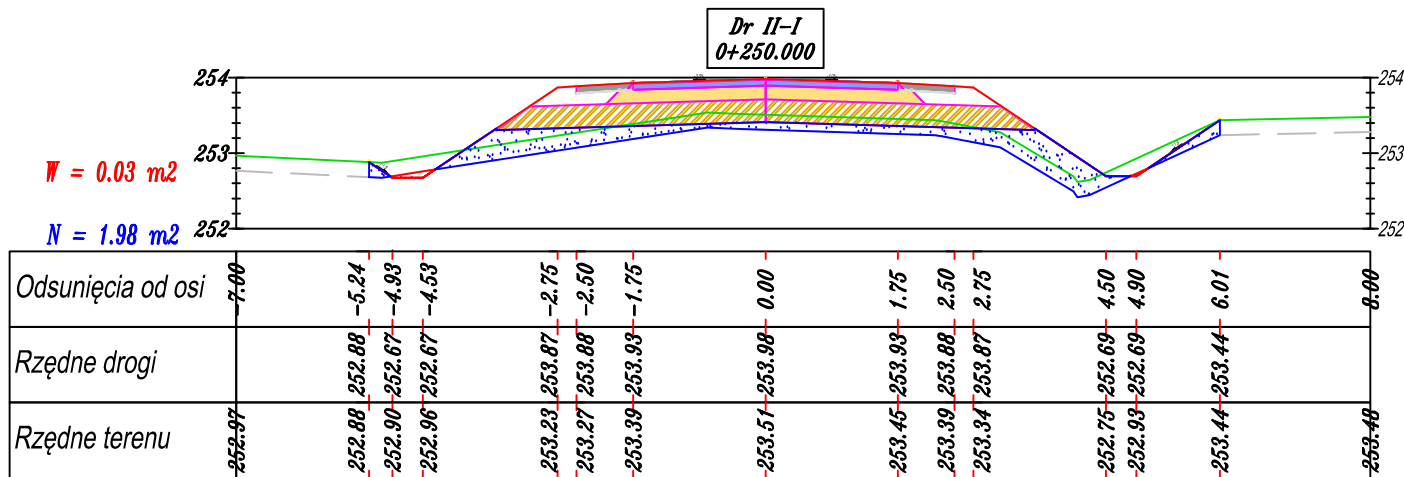 Dr II-I
0+250.000
254 254
253 253
252 252
W = 0.03 m2
N = 1.98 m2
Odsunięcia od osi -7.00 -5.24 -4.93 -4.53 -2.75 -2.50 -1.75 0.00 1.75 2.50 2.75 4.50 4.90 6.01 8.00
Rzędne drogi 252.88 252.67 252.67 253.87 253.88 253.93 253.98 253.93 253.88 253.87 252.69 252.69 253.44
Rzędne terenu 252.97 252.88 252.90 252.96 253.23 253.27 253.39 253.51 253.45 253.39 253.34 252.75 252.93 253.44 253.48